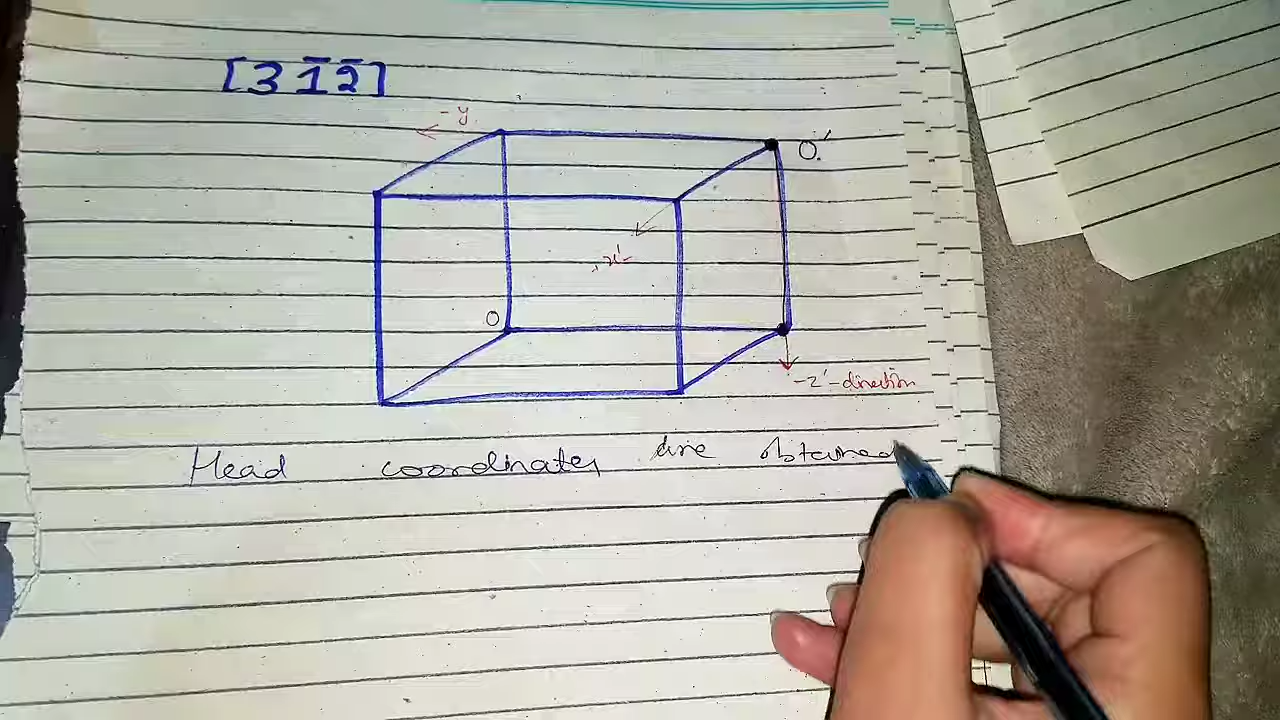 [3 1̄ 2̄]
-y
O'
x'
O
-z'-direction
Head coordinates are obtained